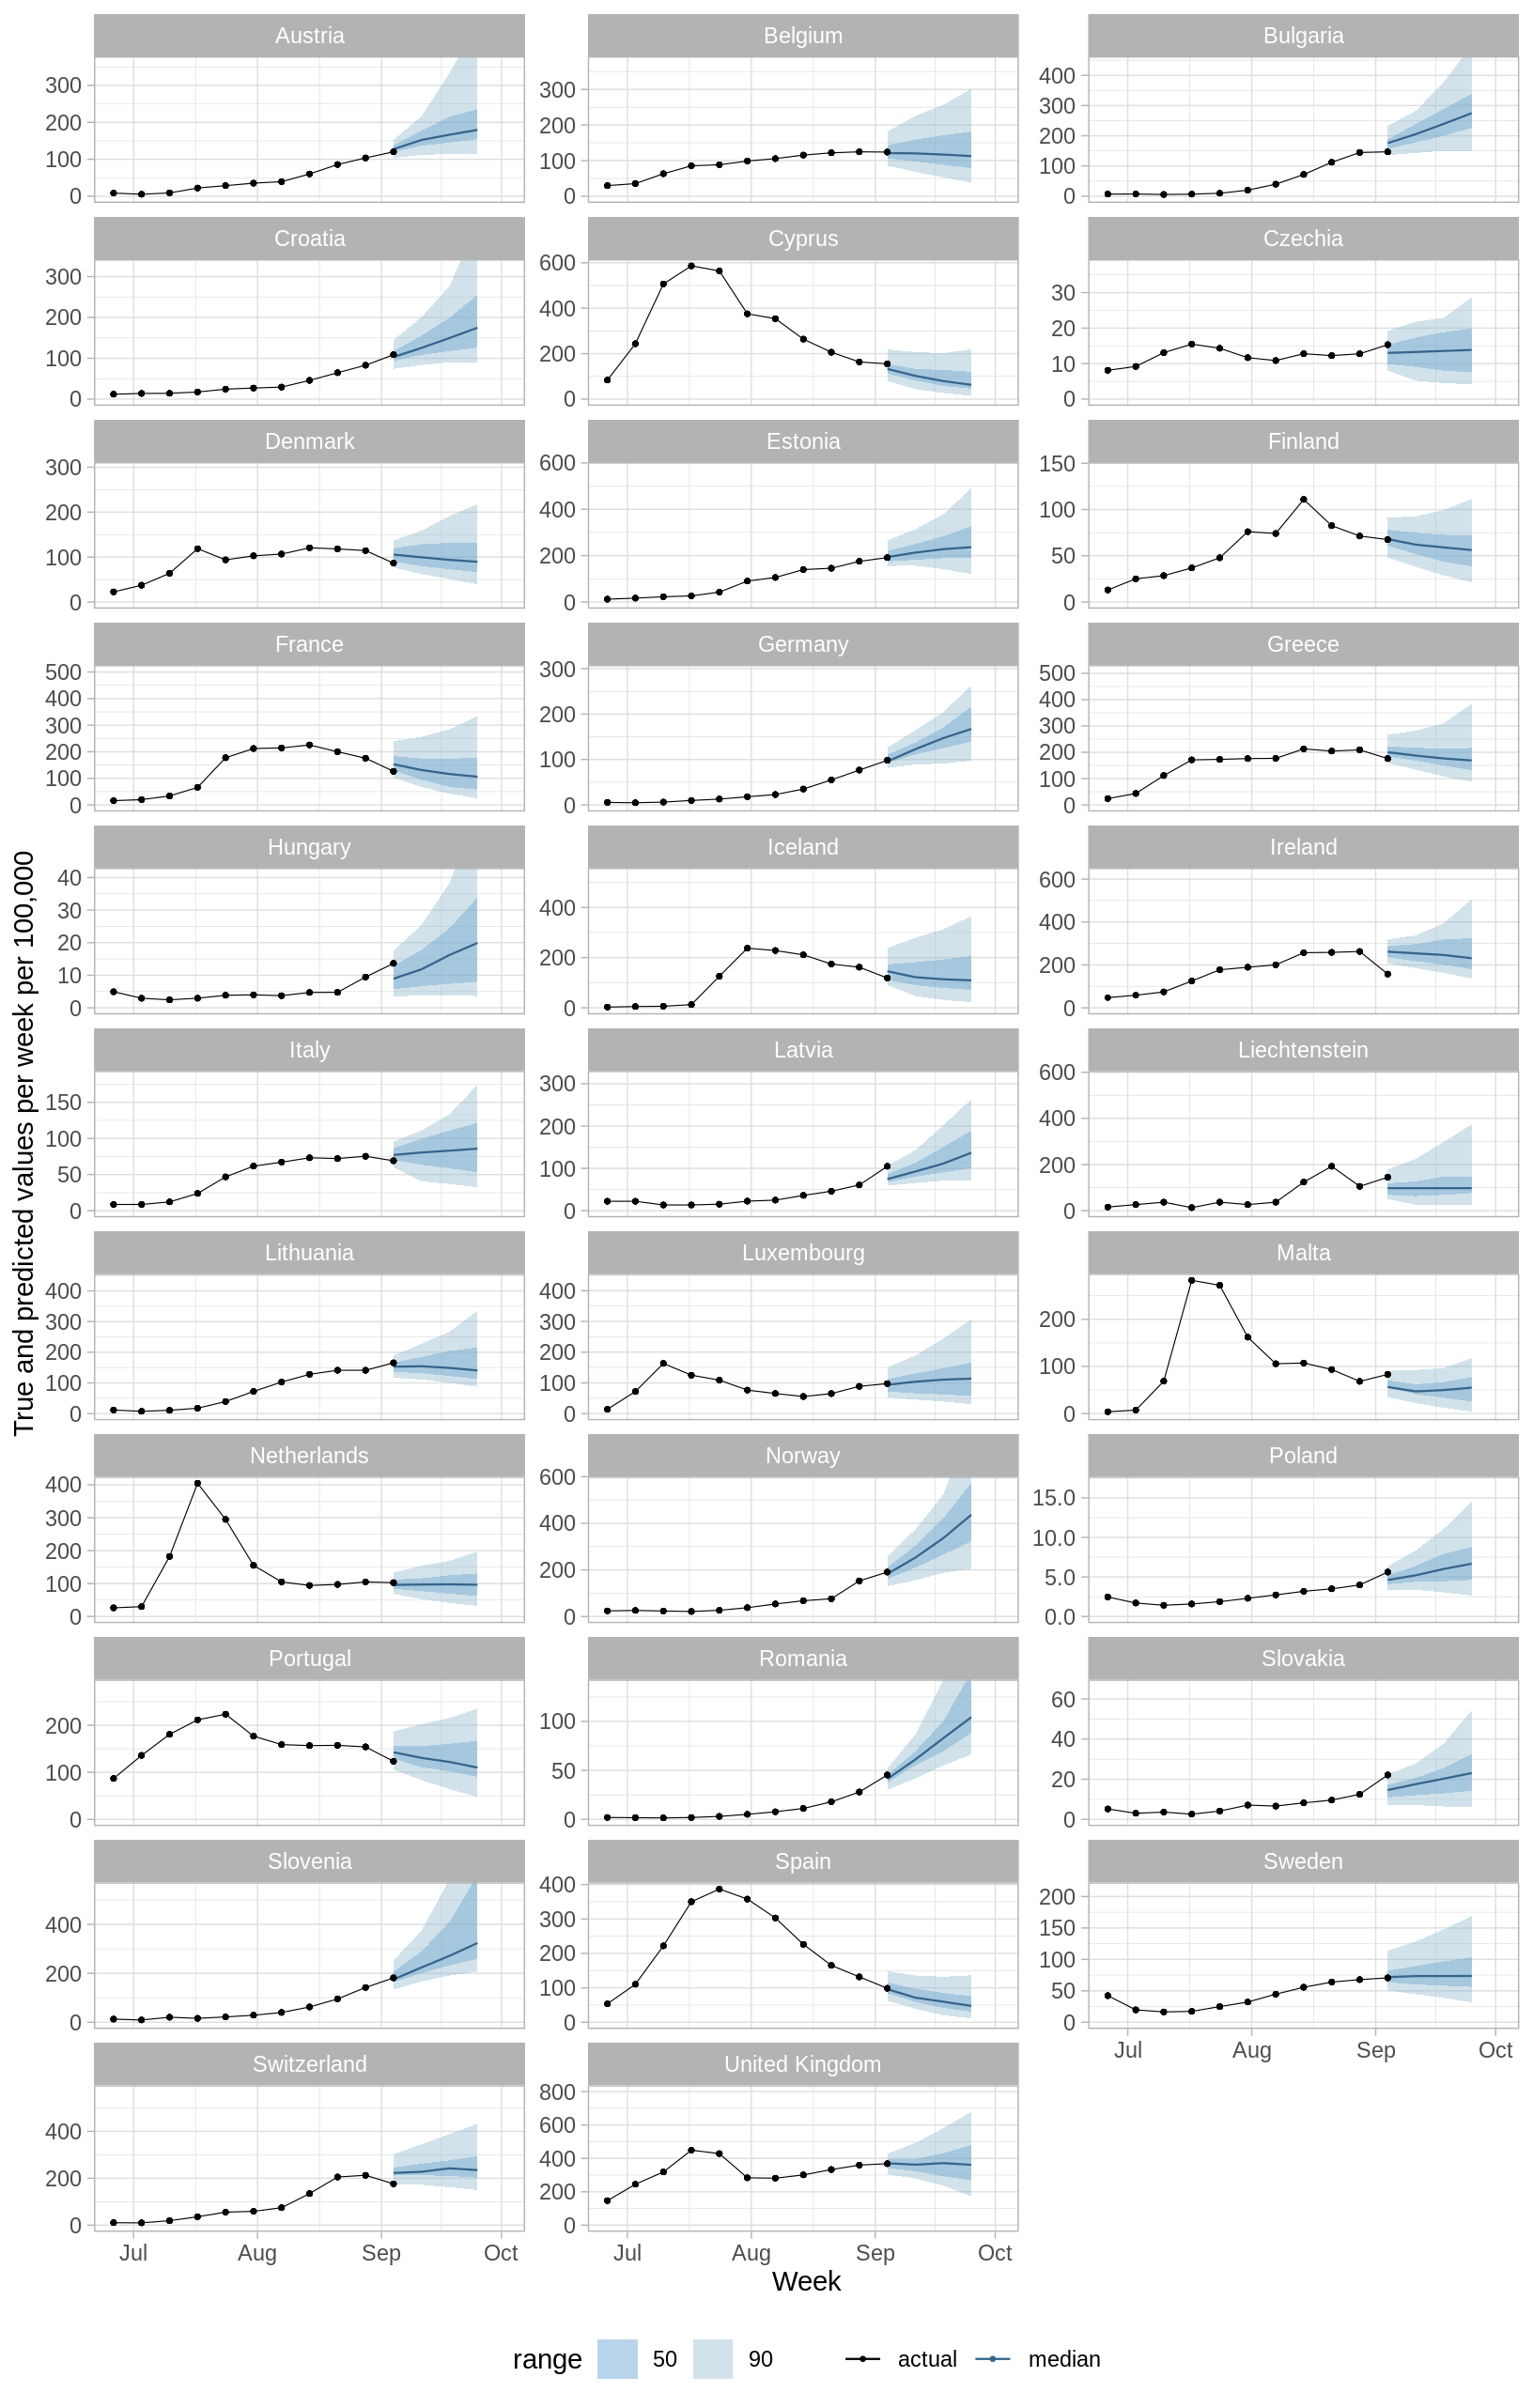 Austria Belgium Bulgaria
300 300 400
200 200 300
100 100 200
0 0 100
0
Croatia Cyprus Czechia
300 600 30
200 400 20
100 200 10
0 0 0
Denmark Estonia Finland
300 600 150
200 400 100
100 200 50
0 0 0
France Germany Greece
500 300 500
400 200 400
300 100 300
200 0 200
100 100
0 0
Hungary Iceland Ireland
40 400 600
30 200 400
20 0 200
10 0
0
Italy Latvia Liechtenstein
150 300 600
100 200 400
50 100 200
0 0 0
Lithuania Luxembourg Malta
400 400 200
300 300 100
200 200 0
100 100
0 0
Netherlands Norway Poland
400 600 15.0
300 400 10.0
200 200 5.0
100 0 0.0
0
Portugal Romania Slovakia
200 100 60
100 50 40
0 0 20
0
Slovenia Spain Sweden
400 400 200
200 300 150
0 200 100
100 50
0 0
Jul Aug Sep Oct
Switzerland United Kingdom
400 800
200 600
0 400
200
0
Jul Aug Sep Oct Jul Aug Sep Oct
True and predicted values per week per 100,000
Week
range 50 90 actual median